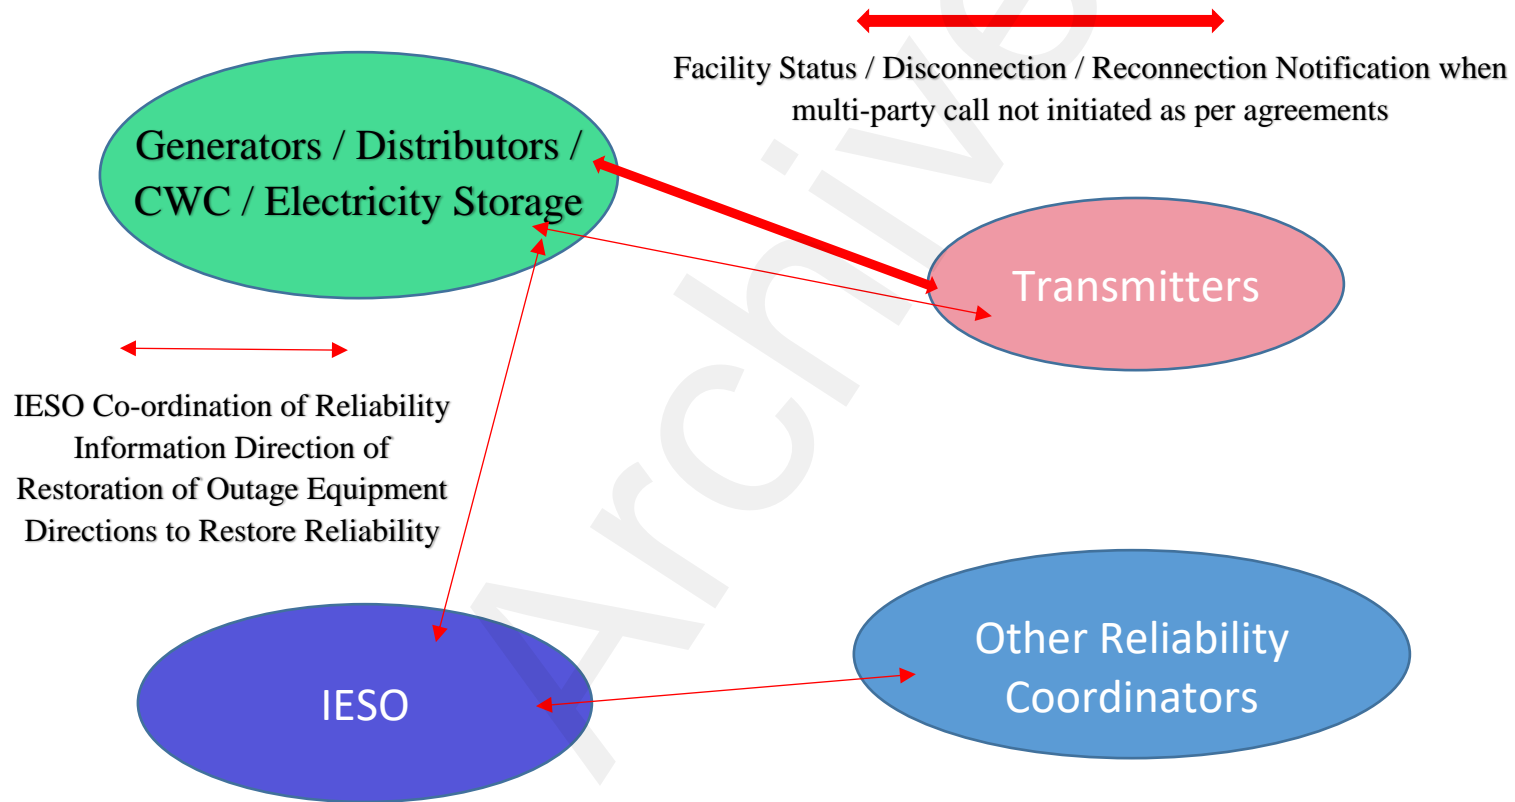 Facility Status / Disconnection / Reconnection Notification when
multi-party call not initiated as per agreements
Generators / Distributors /
CWC / Electricity Storage
Transmitters
IESO Co-ordination of Reliability
Information Direction of
Restoration of Outage Equipment
Directions to Restore Reliability
Other Reliability
Coordinators
IESO
Archive